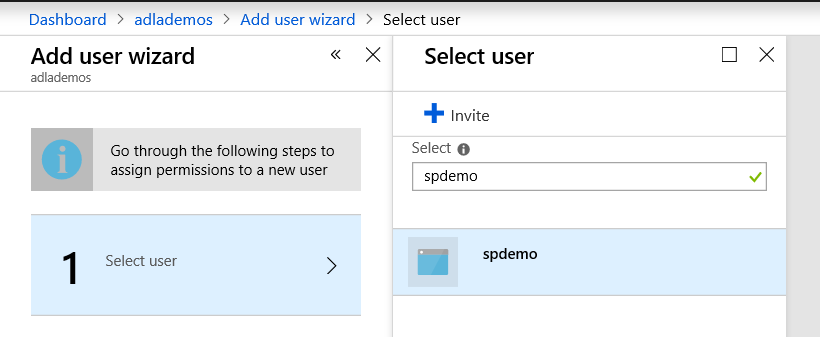 Dashboard > adlademos > Add user wizard > Select user
Add user wizard
adlademos
Go through the following steps to
assign permissions to a new user
1 Select user
Select user
Invite
Select
spdemo
spdemo